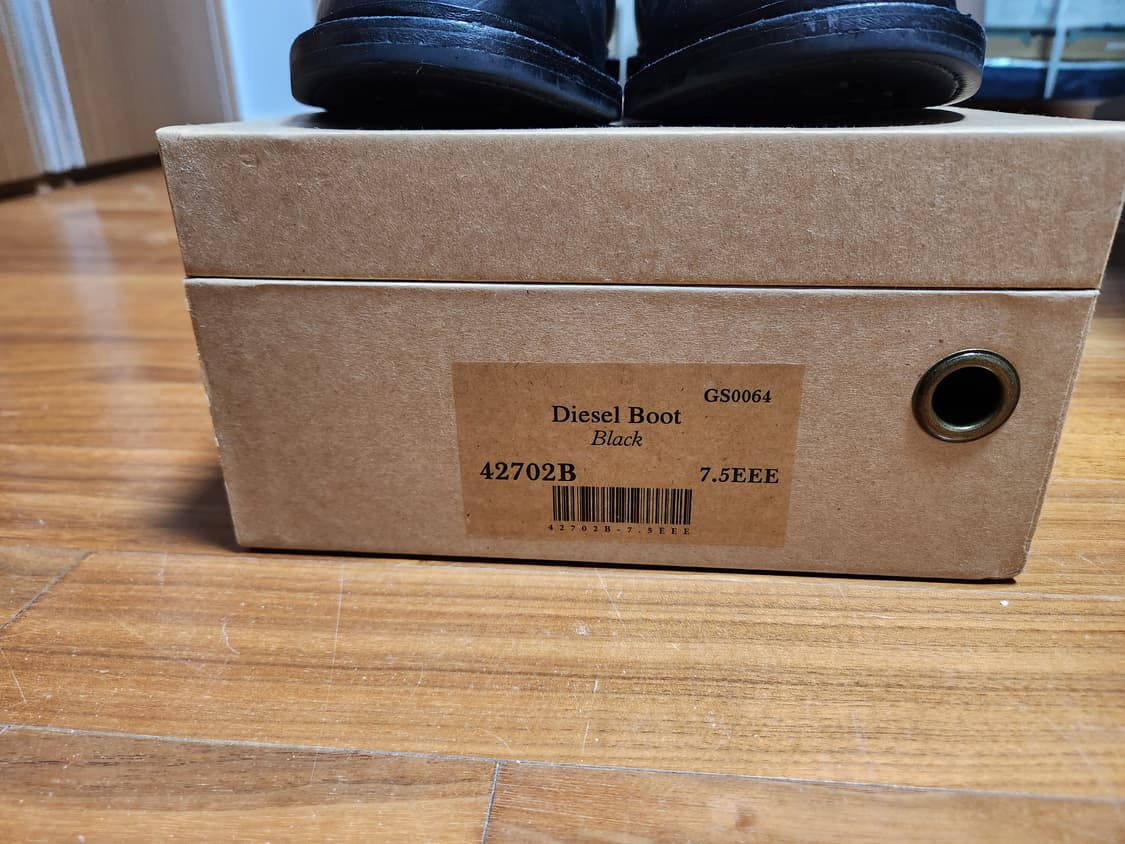 GS0064
Diesel Boot
Black
42702B 7.5EEE
42702B-7.5EEE